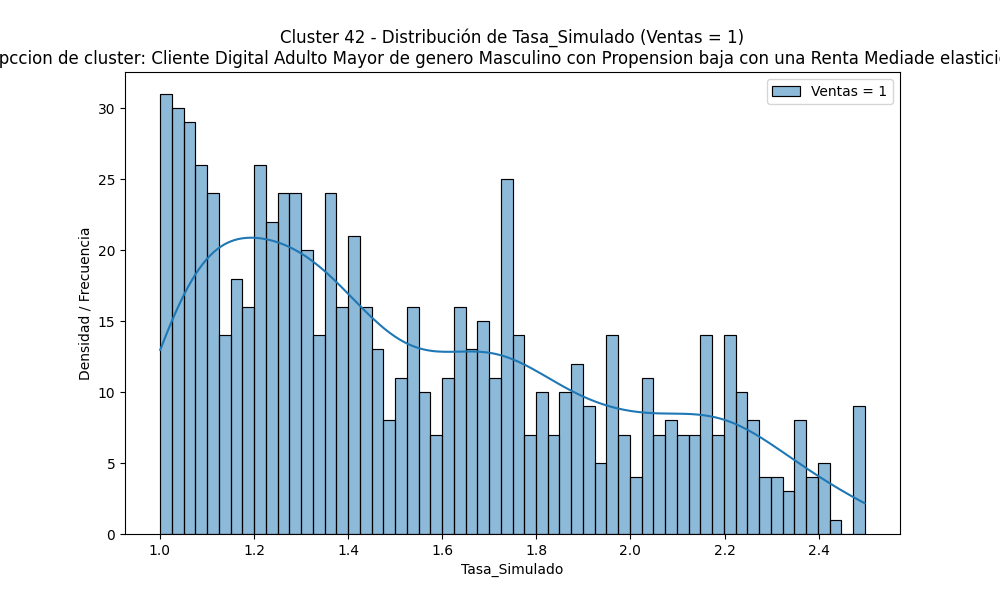 Cluster 42 - Distribución de Tasa_Simulado (Ventas = 1)
pccion de cluster: Cliente Digital Adulto Mayor de genero Masculino con Propension baja con una Renta Mediade elastici
Ventas = 1
30
25
20
15
10
5
0
Densidad / Frecuencia
1.0 1.2 1.4 1.6 1.8 2.0 2.2 2.4
Tasa_Simulado